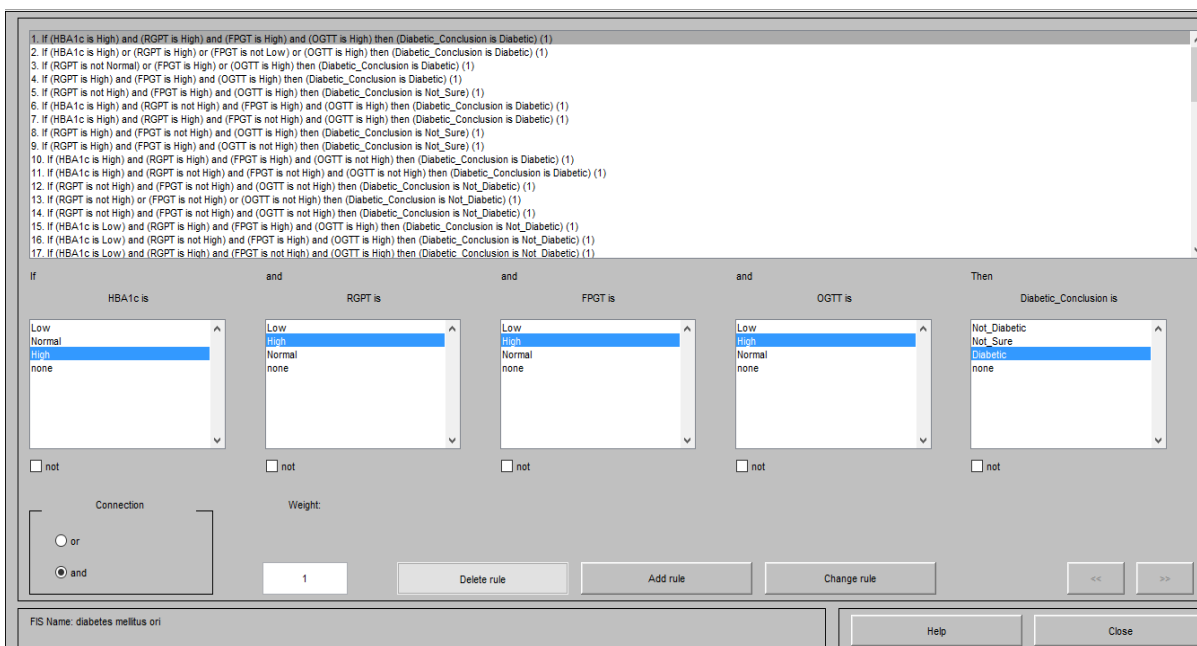 1. If (HBA1c is High) and (RGPT is High) and (FPGT is High) and (OGTT is High) then (Diabetic_Conclusion is Diabetic) (1)
2. If (HBA1c is High) or (RGPT is High) or (FPGT is not Low) or (OGTT is High) then (Diabetic_Conclusion is Diabetic) (1)
3. If (RGPT is not Normal) or (FPGT is High) or (OGTT is High) then (Diabetic_Conclusion is Diabetic) (1)
4. If (RGPT is High) and (FPGT is High) and (OGTT is High) then (Diabetic_Conclusion is Diabetic) (1)
5. If (RGPT is not High) and (FPGT is High) and (OGTT is High) then (Diabetic_Conclusion is Not_Sure) (1)
6. If (HBA1c is High) and (RGPT is not High) and (FPGT is High) and (OGTT is High) then (Diabetic_Conclusion is Diabetic) (1)
7. If (HBA1c is High) and (RGPT is High) and (FPGT is not High) and (OGTT is High) then (Diabetic_Conclusion is Diabetic) (1)
8. If (RGPT is High) and (FPGT is not High) and (OGTT is High) then (Diabetic_Conclusion is Not_Sure) (1)
9. If (RGPT is High) and (FPGT is High) and (OGTT is not High) then (Diabetic_Conclusion is Not_Sure) (1)
10. If (HBA1c is High) and (RGPT is High) and (FPGT is High) and (OGTT is not High) then (Diabetic_Conclusion is Diabetic) (1)
11. If (HBA1c is High) and (RGPT is not High) and (FPGT is not High) and (OGTT is not High) then (Diabetic_Conclusion is Diabetic) (1)
12. If (RGPT is not High) and (FPGT is not High) and (OGTT is not High) then (Diabetic_Conclusion is Not_Diabetic) (1)
13. If (RGPT is not High) or (FPGT is not High) or (OGTT is not High) then (Diabetic_Conclusion is Not_Diabetic) (1)
14. If (RGPT is not High) and (FPGT is not High) and (OGTT is not High) then (Diabetic_Conclusion is Not_Diabetic) (1)
15. If (HBA1c is Low) and (RGPT is High) and (FPGT is High) and (OGTT is High) then (Diabetic_Conclusion is Not_Diabetic) (1)
16. If (HBA1c is Low) and (RGPT is not High) and (FPGT is High) and (OGTT is High) then (Diabetic_Conclusion is Not_Diabetic) (1)
17. If (HBA1c is Low) and (RGPT is High) and (FPGT is not High) and (OGTT is High) then (Diabetic_Conclusion is Not_Diabetic) (1)
If and and and Then
HBA1c is RGPT is FPGT is OGTT is Diabetic_Conclusion is
Low Low Low Low Not_Diabetic
Normal High High High Not_Sure
High Normal Normal Normal Diabetic
none none none none none
not not not not not
Connection Weight:
or
and 1 Delete rule Add rule Change rule << >>
FIS Name: diabetes mellitus ori
Help Close